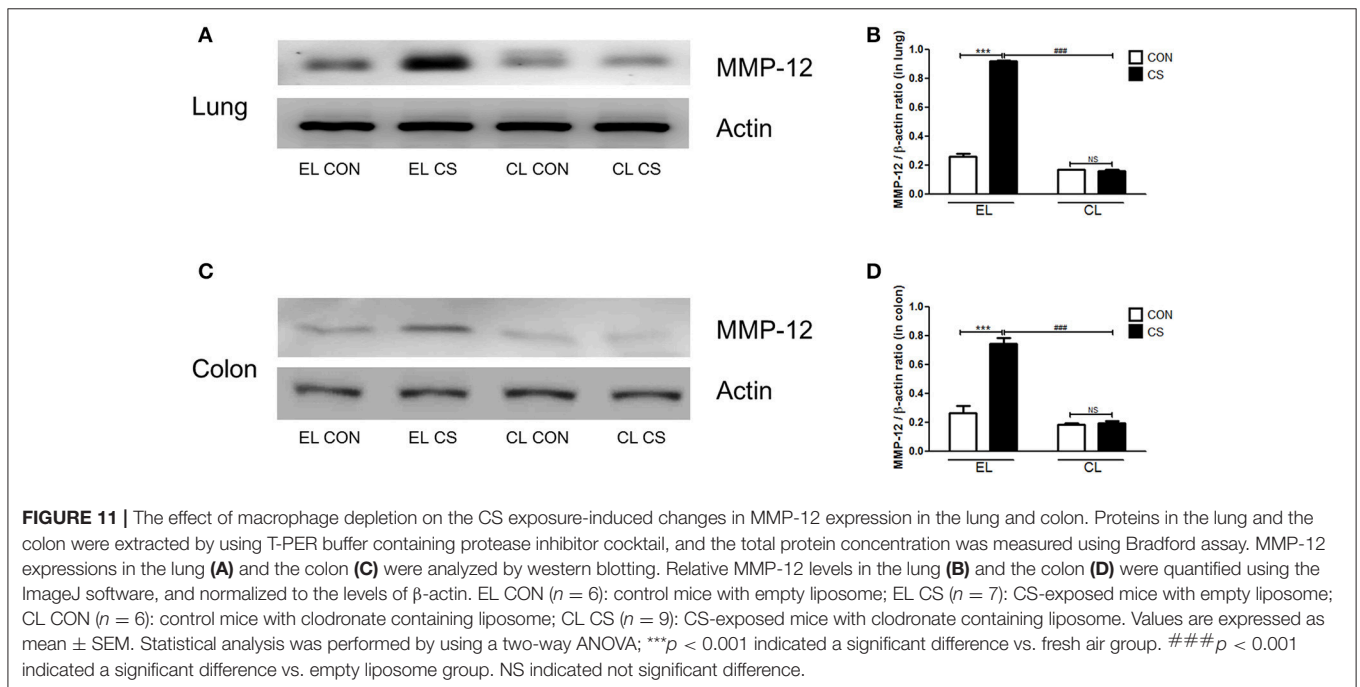 A
Lung
MMP-12
Actin
EL CON EL CS CL CON CL CS
B
MMP-12 / β-actin ratio (in lung)
1.0
0.8
0.6
0.4
0.2
0.0
***
###
NS
EL CL
CON
CS
C
Colon
MMP-12
Actin
EL CON EL CS CL CON CL CS
D
MMP-12 / β-actin ratio (in colon)
1.0
0.8
0.6
0.4
0.2
0.0
***
###
NS
EL CL
CON
CS
FIGURE 11 | The effect of macrophage depletion on the CS exposure-induced changes in MMP-12 expression in the lung and colon. Proteins in the lung and the
colon were extracted by using T-PER buffer containing protease inhibitor cocktail, and the total protein concentration was measured using Bradford assay. MMP-12
expressions in the lung (A) and the colon (C) were analyzed by western blotting. Relative MMP-12 levels in the lung (B) and the colon (D) were quantified using the
ImageJ software, and normalized to the levels of β-actin. EL CON (n = 6): control mice with empty liposome; EL CS (n = 7): CS-exposed mice with empty liposome;
CL CON (n = 6): control mice with clodronate containing liposome; CL CS (n = 9): CS-exposed mice with clodronate containing liposome. Values are expressed as
mean ± SEM. Statistical analysis was performed by using a two-way ANOVA; ***p < 0.001 indicated a significant difference vs. fresh air group. ###p < 0.001
indicated a significant difference vs. empty liposome group. NS indicated not significant difference.